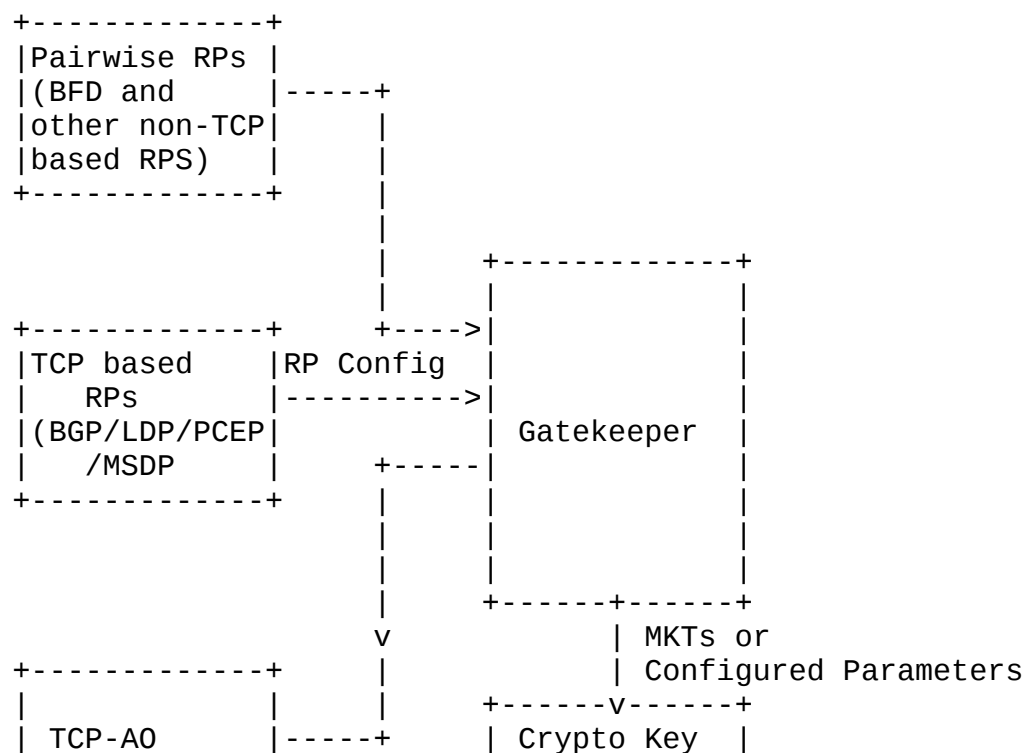 +-------------+
|Pairwise RPs |
|(BFD and     |-----+
|other non-TCP|     |
|based RPS)   |     |
+-------------+     |
                    |
                    |     +-------------+
                    |     |             |
+-------------+     +---->|             |
|TCP based    |RP Config  |             |
|   RPs       |---------->|             |
|(BGP/LDP/PCEP|           | Gatekeeper  |
|   /MSDP     |     +-----|             |
+-------------+     |     |             |
                    |     |             |
                    |     |             |
                    |     +------+------+
                    v            | MKTs or
+-------------+     |            | Configured Parameters
|             |     |     +------v------+
| TCP-AO      |-----+     | Crypto Key  |